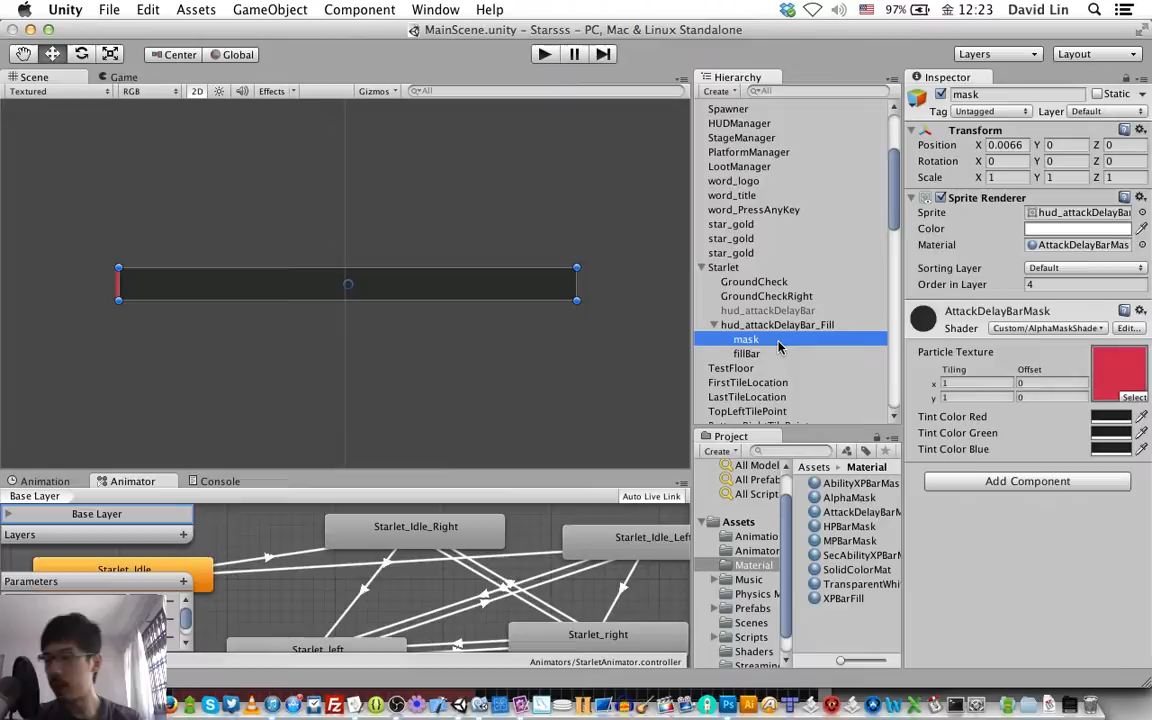 Unity File Edit Assets GameObject Component Window Help 97% 12:23 David Lin
MainScene.unity - Starsss - PC, Mac & Linux Standalone
Center Global Layers Layout
Scene Game Hierarchy Inspector
Textured RGB 2D Effects Gizmos All Create All mask Static
Tag Untagged Layer Default
Spawner
HUDManager
StageManager
PlatformManager
LootManager
word_logo
word_title
word_PressAnyKey
star_gold
star_gold
star_gold
Starlet
GroundCheck
GroundCheckRight
hud_attackDelayBar
hud_attackDelayBar_Fill
mask
fillBar
TestFloor
FirstTileLocation
LastTileLocation
TopLeftTilePoint
Transform
Position X 0.0066 Y 0 Z 0
Rotation X 0 Y 0 Z 0
Scale X 1 Y 1 Z 1
Sprite Renderer
Sprite hud_attackDelayBar
Color
Material AttackDelayBarMas
Sorting Layer Default
Order in Layer 4
AttackDelayBarMask
Shader Custom/AlphaMaskShade Edit...
Particle Texture
Tiling Offset
x 1 0
y 1 0
Select
Tint Color Red
Tint Color Green
Tint Color Blue
Add Component
Project
Create
All Model
All Prefab
All Script
Assets
Animatio
Animator
Material
Music
Physics M
Prefabs
Scenes
Scripts
Shaders
Streamin
Assets Material
AbilityXPBarMas
AlphaMask
AttackDelayBarM
HPBarMask
MPBarMask
SecAbilityXPBarM
SolidColorMat
TransparentWhi
XPBarFill
Animation Animator Console
Base Layer Auto Live Link
Base Layer
Layers
Starlet_Idle
Parameters
Starlet_Idle_Right
Starlet_Idle_Left
Starlet_left
Starlet_right
Animators/StarletAnimator.controller